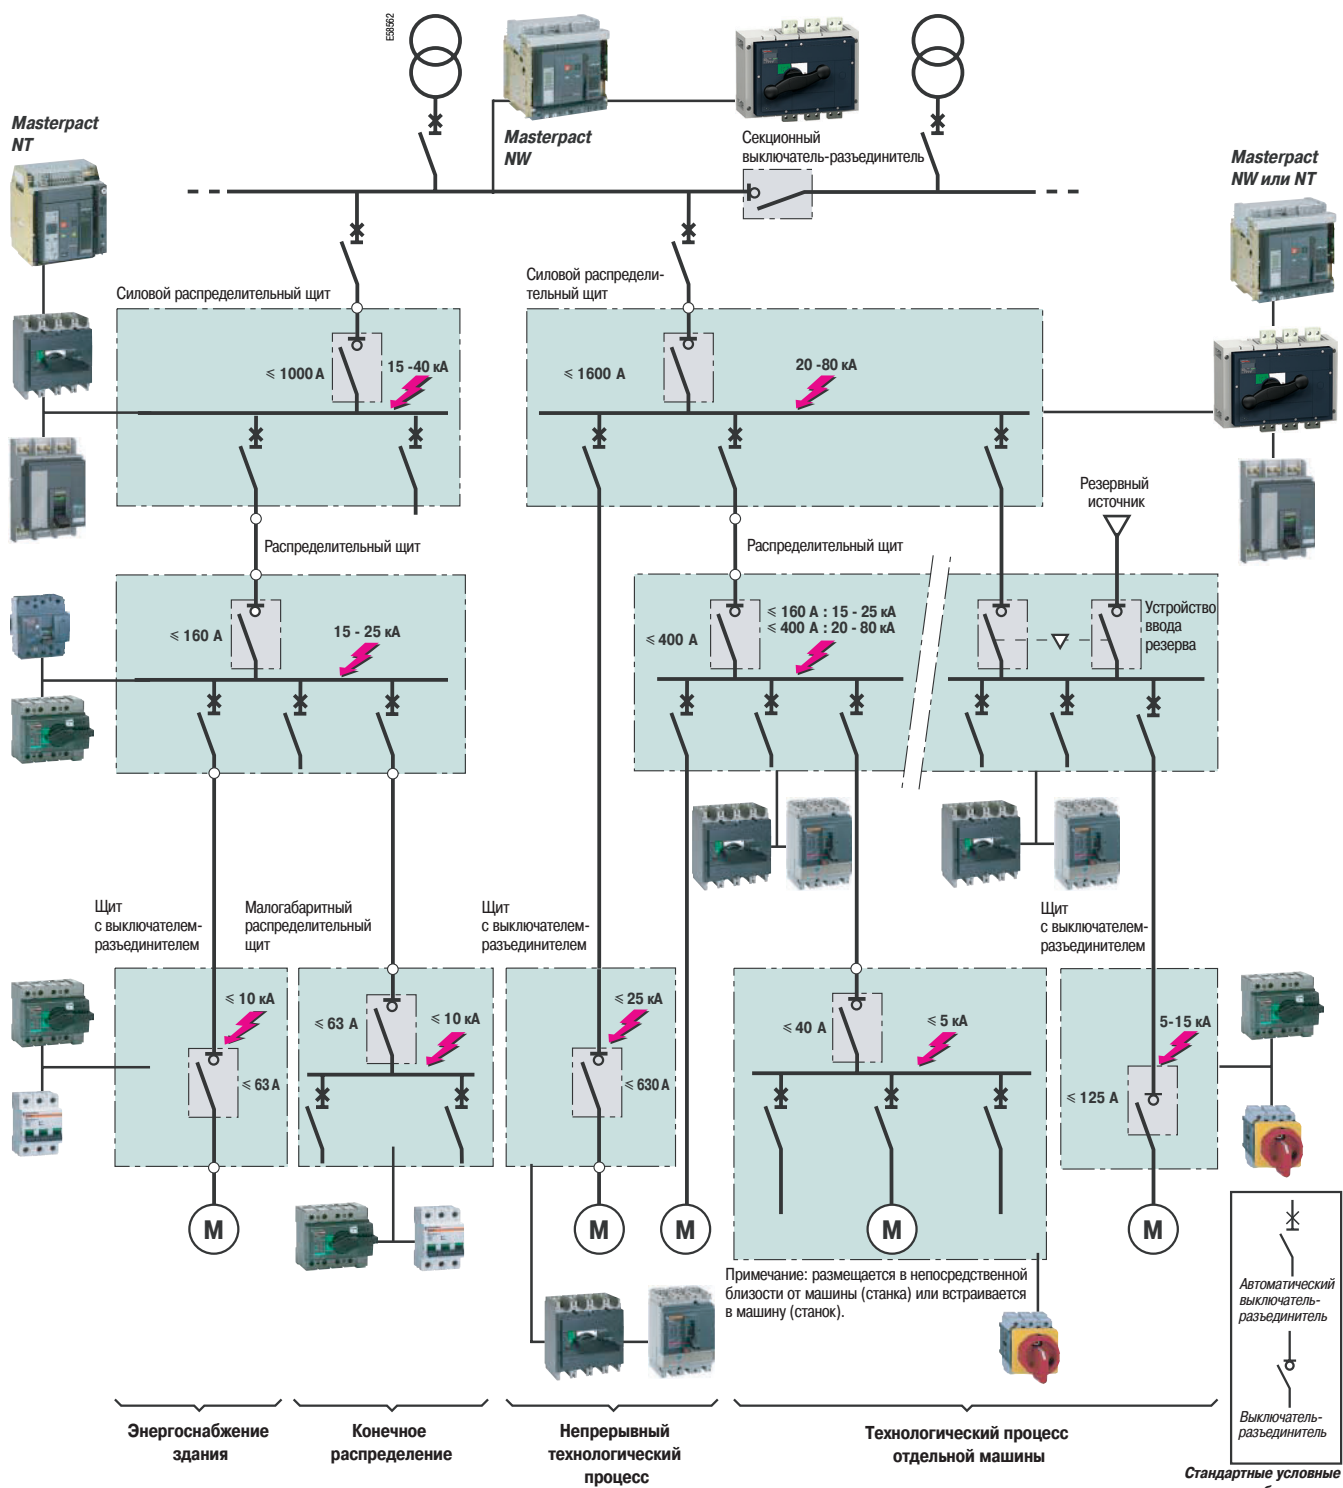 E58562
Masterpact
NT
Masterpact
NW
Секционный
выключатель-разъединитель
Masterpact
NW или NT
Силовой распределительный щит
Силовой распредели-
тельный щит
≤ 1000 А
15 -40 кА
≤ 1600 А
20 -80 кА
Резервный
источник
Распределительный щит
Распределительный щит
≤ 160 А
15 - 25 кА
≤ 400 А
≤ 160 А : 15 - 25 кА
≤ 400 А : 20 - 80 кА
Устройство
ввода
резерва
Щит
с выключателем-
разъединителем
Малогабаритный
распределительный
щит
Щит
с выключателем-
разъединителем
Щит
с выключателем-
разъединителем
≤ 10 кА
≤ 63 А
≤ 63 А
≤ 10 кА
≤ 25 кА
≤ 630 А
≤ 40 А
≤ 5 кА
5-15 кА
≤ 125 А
M
M
M
M
M
Примечание: размещается в непосредственной
близости от машины (станка) или встраивается
в машину (станок).
Автоматический
выключатель-
разъединитель
Выключатель-
разъединитель
Стандартные условные
Энергоснабжение
здания
Конечное
распределение
Непрерывный
технологический
процесс
Технологический процесс
отдельной машины